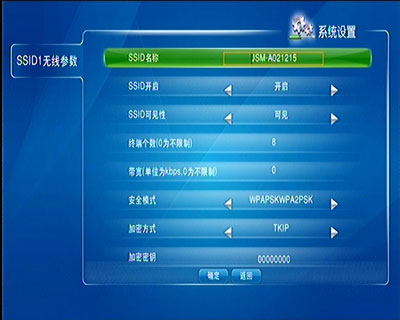 系统设置
SSID1无线参数
SSID名称 JSM-A021215
SSID开启 开启
SSID可见性 可见
终端个数(0为不限制) 8
带宽(单位为kbps,0为不限制) 0
安全模式 WPAPSKWPA2PSK
加密方式 TKIP
加密密钥 00000000
确定 返回